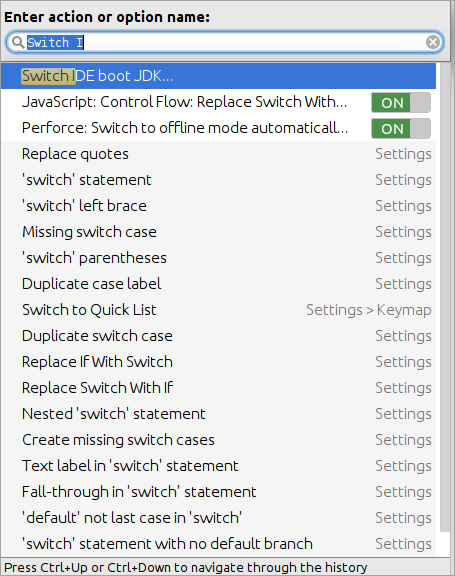 Enter action or option name:
Switch I
Switch IDE boot JDK...
JavaScript: Control Flow: Replace Switch With... ON
Perforce: Switch to offline mode automaticall... ON
Replace quotes Settings
'switch' statement Settings
'switch' left brace Settings
Missing switch case Settings
'switch' parentheses Settings
Duplicate case label Settings
Switch to Quick List Settings > Keymap
Duplicate switch case Settings
Replace If With Switch Settings
Replace Switch With If Settings
Nested 'switch' statement Settings
Create missing switch cases Settings
Text label in 'switch' statement Settings
Fall-through in 'switch' statement Settings
'default' not last case in 'switch' Settings
'switch' statement with no default branch Settings
Press Ctrl+Up or Ctrl+Down to navigate through the history